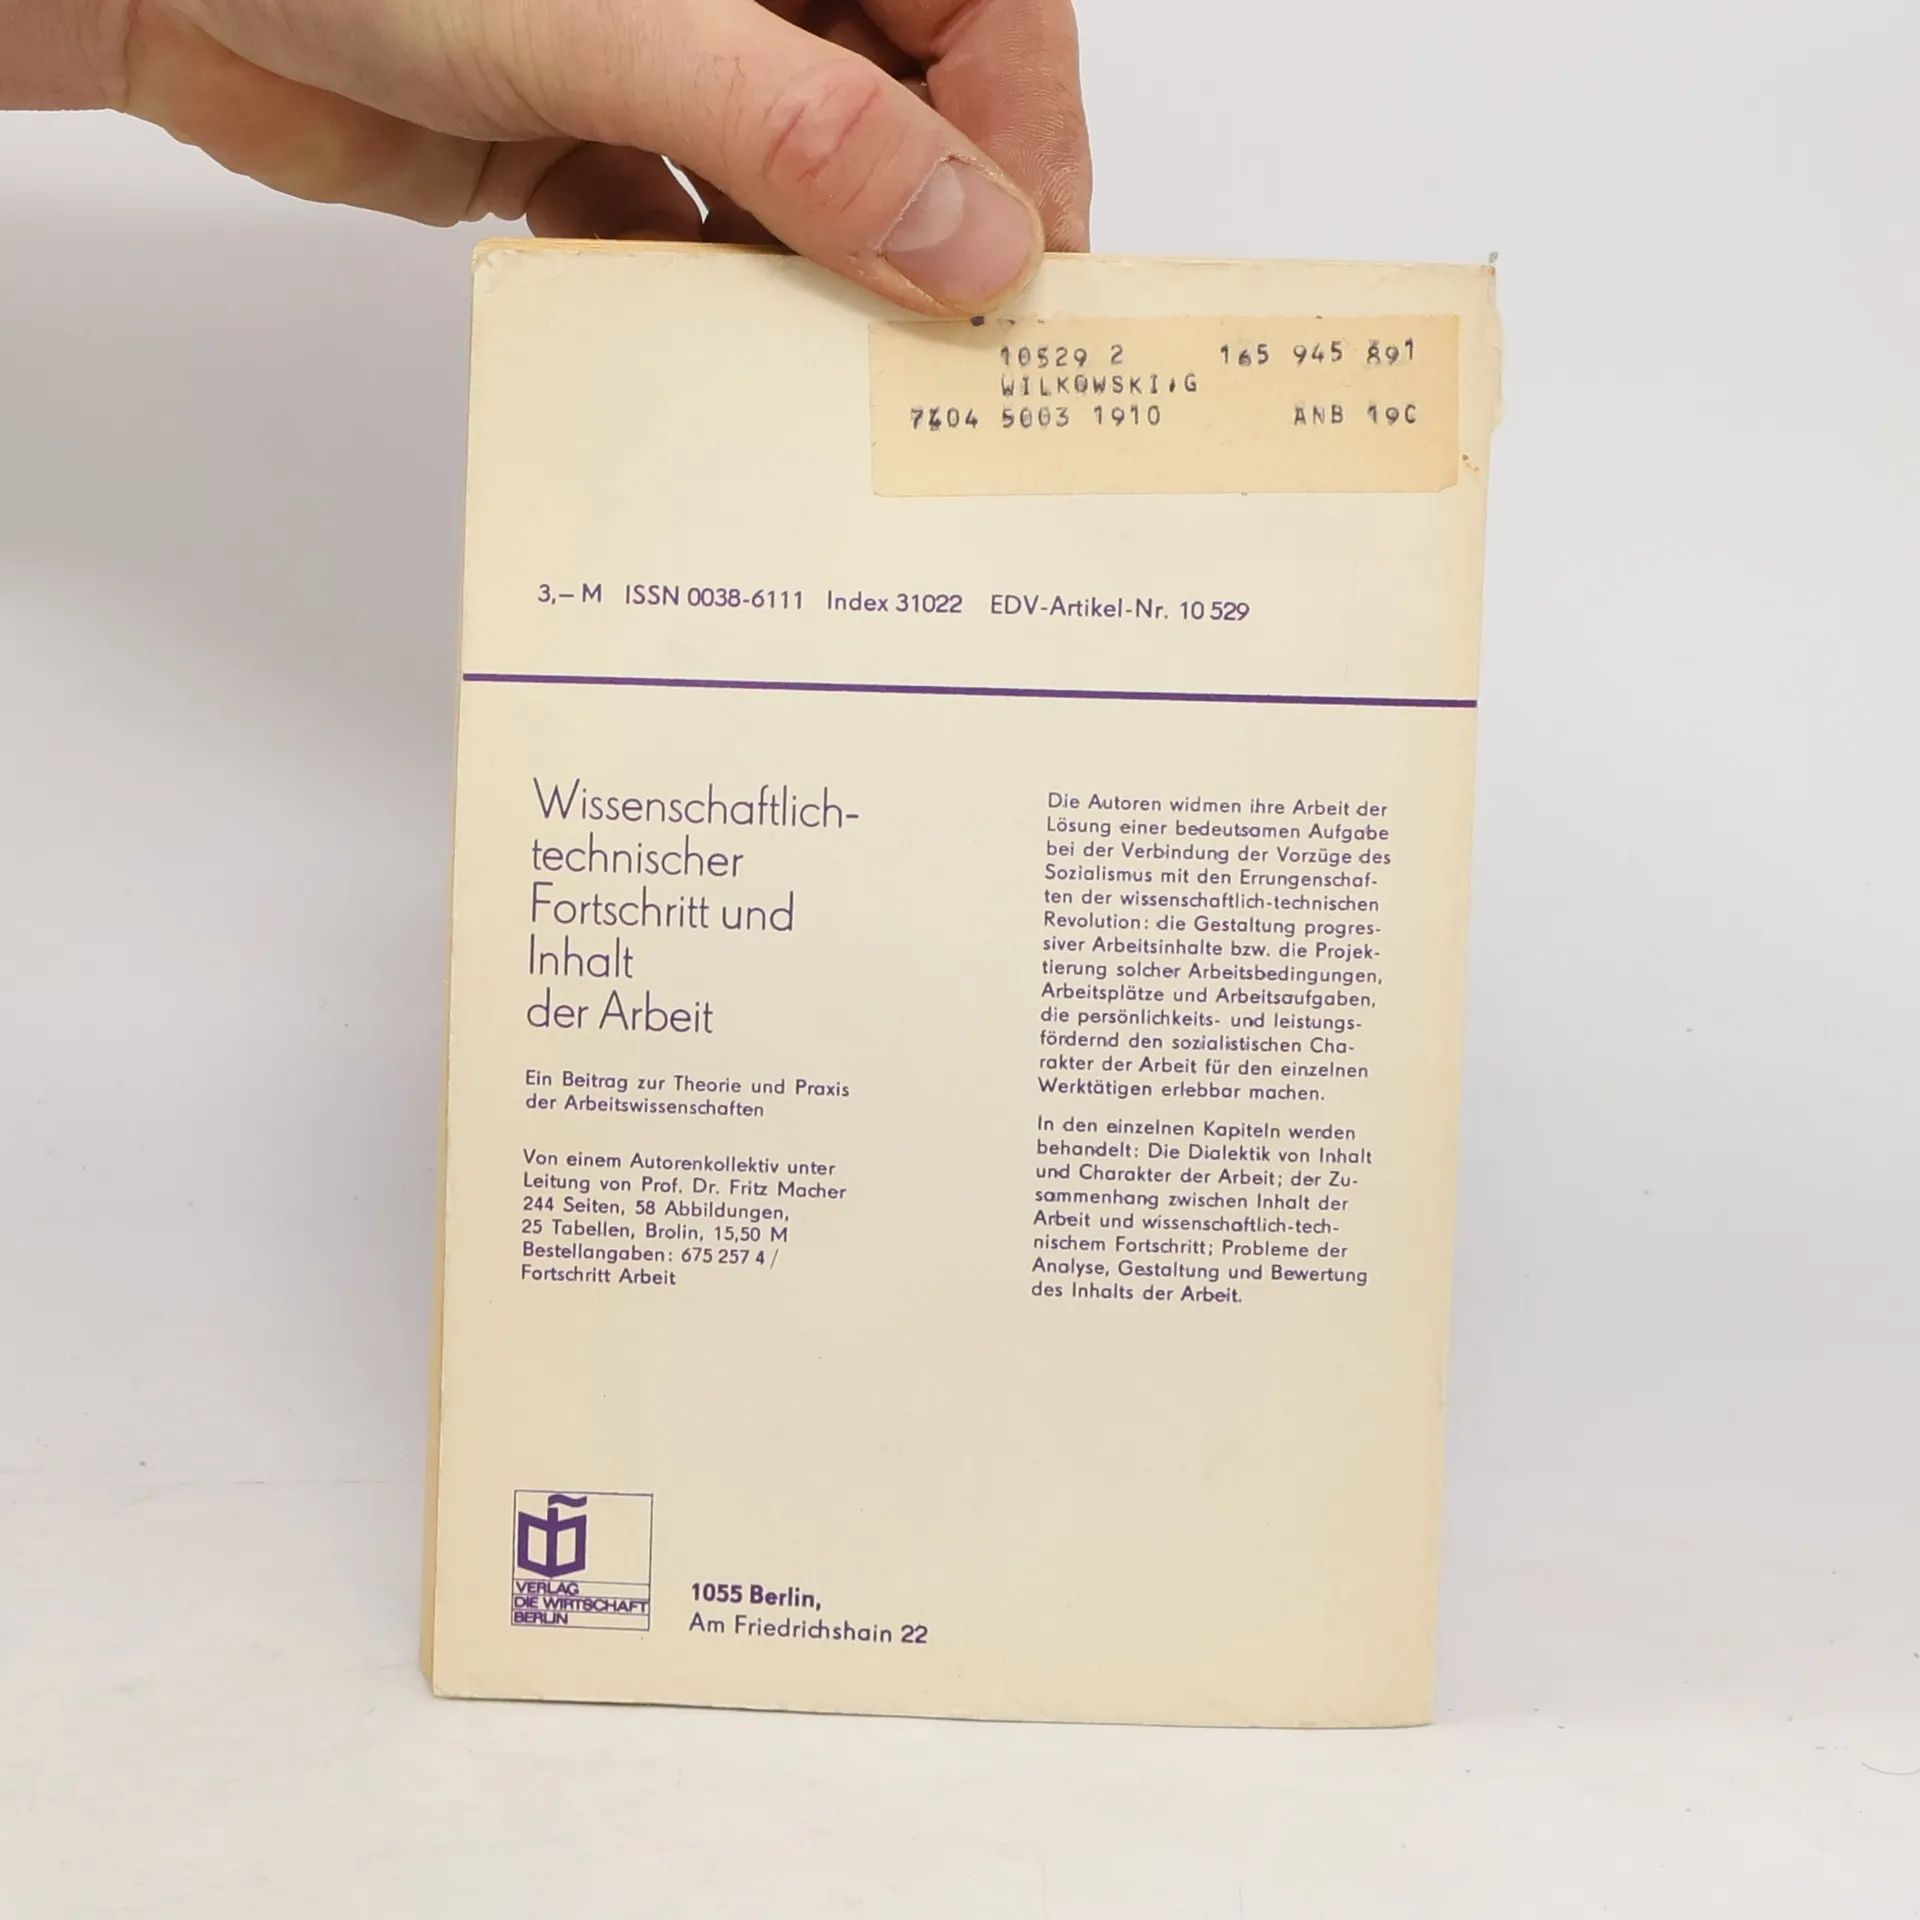 10529 2 165 945 891
WILKOWSKI,G
7404 5003 1910 ANB 19C
3,– M ISSN 0038-6111 Index 31022 EDV-Artikel-Nr. 10 529
Wissenschaftlich-
technischer
Fortschritt und
Inhalt
der Arbeit
Ein Beitrag zur Theorie und Praxis
der Arbeitswissenschaften
Von einem Autorenkollektiv unter
Leitung von Prof. Dr. Fritz Macher
244 Seiten, 58 Abbildungen,
25 Tabellen, Brolin, 15,50 M
Bestellangaben: 675 257 4 /
Fortschritt Arbeit
Die Autoren widmen ihre Arbeit der
Lösung einer bedeutsamen Aufgabe
bei der Verbindung der Vorzüge des
Sozialismus mit den Errungenschaf-
ten der wissenschaftlich-technischen
Revolution: die Gestaltung progres-
siver Arbeitsinhalte bzw. die Projek-
tierung solcher Arbeitsbedingungen,
Arbeitsplätze und Arbeitsaufgaben,
die persönlichkeits- und leistungs-
fördernd den sozialistischen Cha-
rakter der Arbeit für den einzelnen
Werktätigen erlebbar machen.
In den einzelnen Kapiteln werden
behandelt: Die Dialektik von Inhalt
und Charakter der Arbeit; der Zu-
sammenhang zwischen Inhalt der
Arbeit und wissenschaftlich-tech-
nischem Fortschritt; Probleme der
Analyse, Gestaltung und Bewertung
des Inhalts der Arbeit.
VERLAG
DIE WIRTSCHAFT
BERLIN
1055 Berlin,
Am Friedrichshain 22